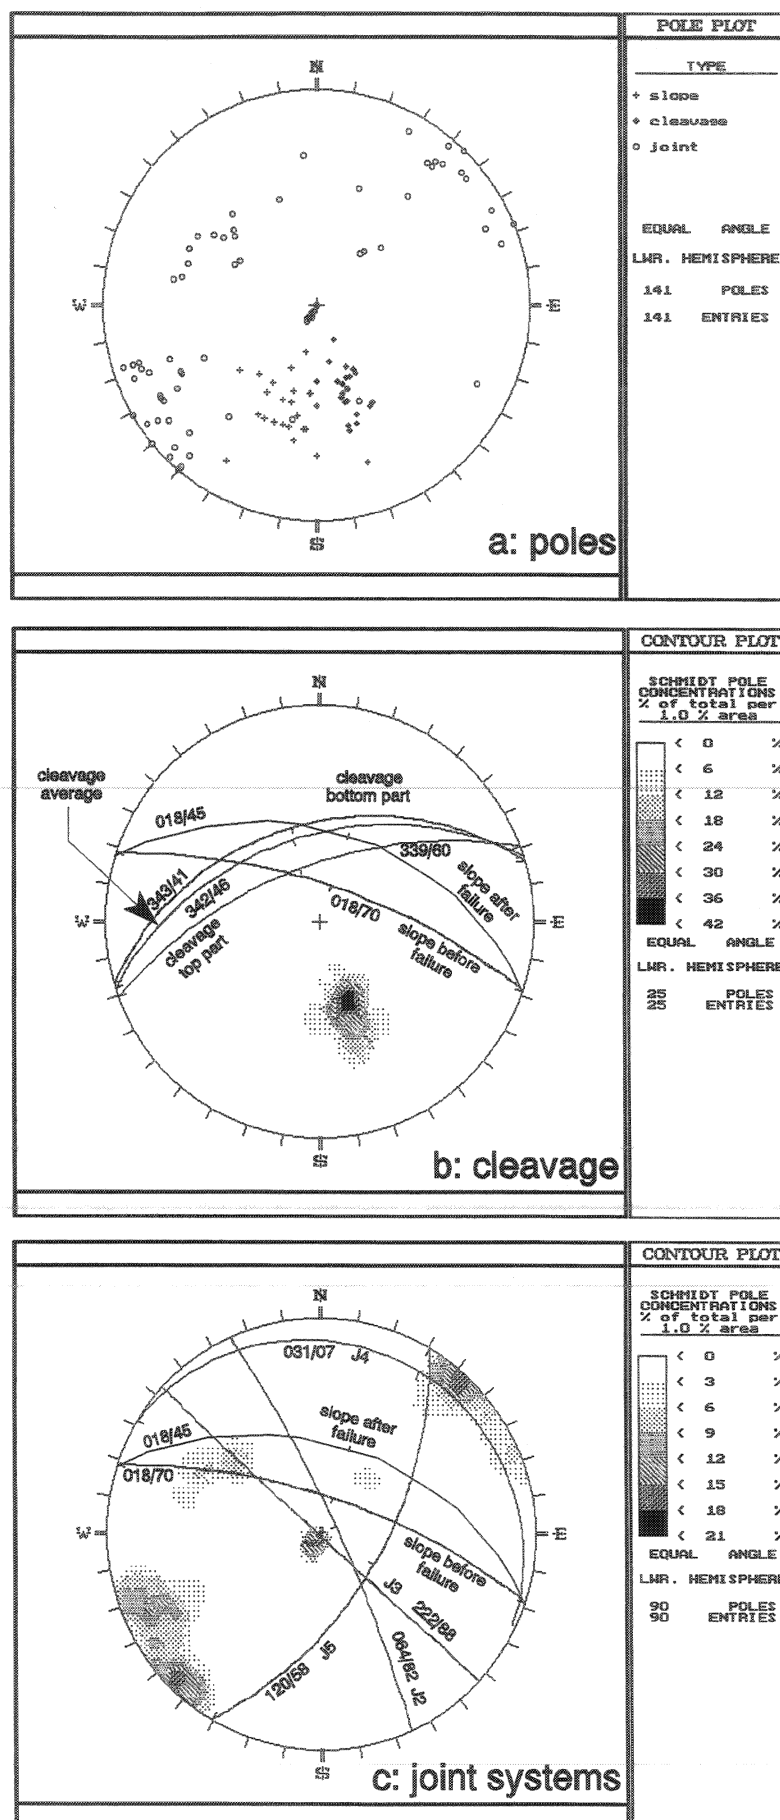 POLE PLOT
TYPE
+ slope
◆ cleavage
○ joint
EQUAL ANGLE
LWR. HEMISPHERE
141 POLES
141 ENTRIES
N
W
E
S
a: poles
CONTOUR PLOT
SCHMIDT POLE
CONCENTRATIONS
% of total per
1.0 % area
< 0 %
< 6 %
< 12 %
< 18 %
< 24 %
< 30 %
< 36 %
< 42 %
EQUAL ANGLE
LWR. HEMISPHERE
25 POLES
25 ENTRIES
N
cleavage
average
cleavage
bottom part
018/45
339/60
343/41
342/46
slope after
failure
018/70
W
E
cleavage
top part
slope before
failure
S
b: cleavage
CONTOUR PLOT
SCHMIDT POLE
CONCENTRATIONS
% of total per
1.0 % area
< 0 %
< 3 %
< 6 %
< 9 %
< 12 %
< 15 %
< 18 %
< 21 %
EQUAL ANGLE
LWR. HEMISPHERE
90 POLES
90 ENTRIES
N
031/07 J4
slope after
failure
018/45
018/70
W
E
slope before
failure
J3 222/88
064/82 J2
120/58 J5
S
c: joint systems